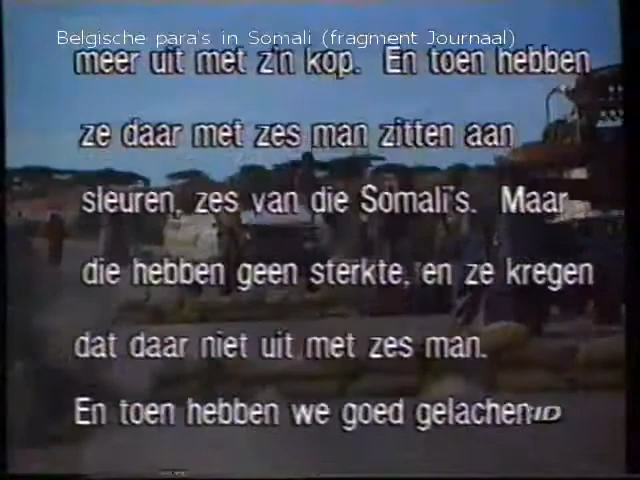 Belgische para's in Somali (fragment Journaal)
meer uit met z'n kop. En toen hebben
ze daar met zes man zitten aan
sleuren, zes van die Somali's. Maar
die hebben geen sterkte, en ze kregen
dat daar niet uit met zes man.
En toen hebben we goed gelachen